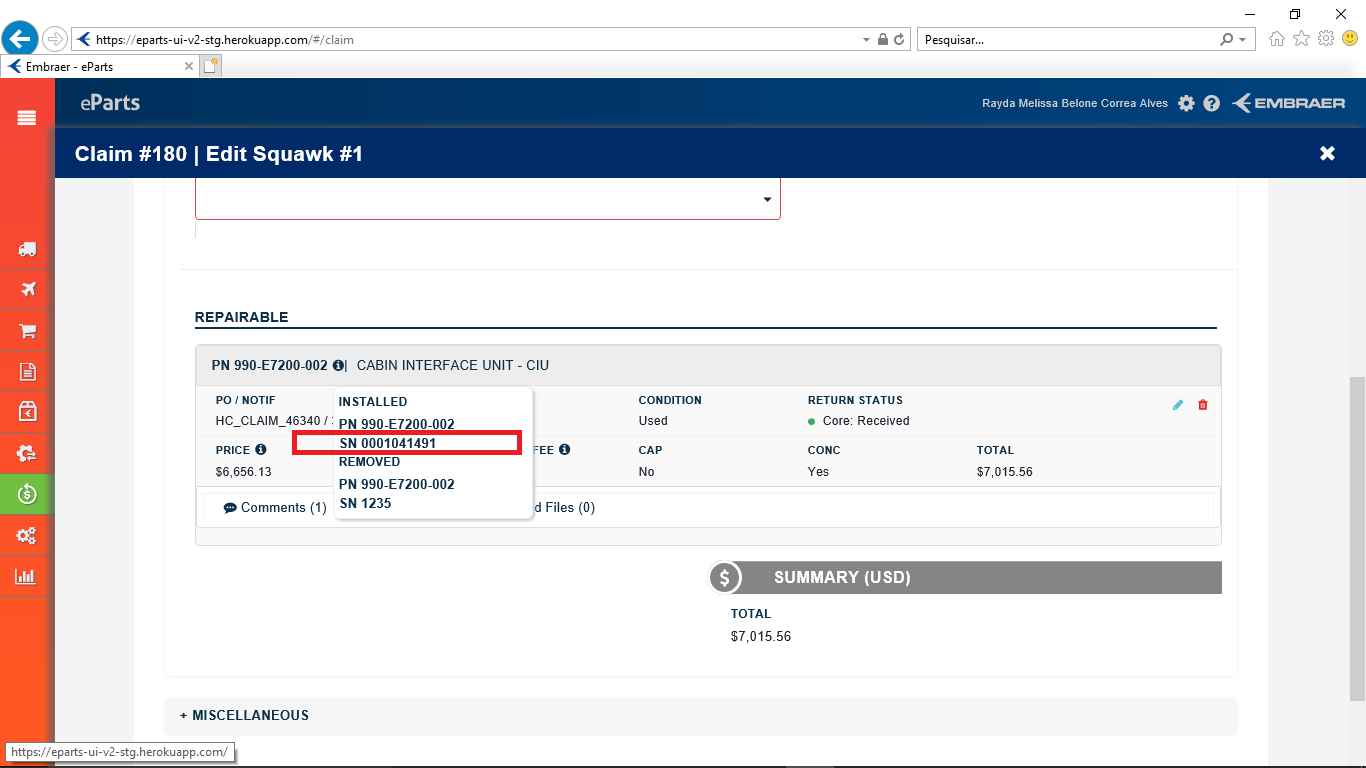 https://eparts-ui-v2-stg.herokuapp.com/#/claim
Pesquisar...
Embraer - eParts
eParts
Rayda Melissa Belone Correa Alves
EMBRAER
Claim #180 | Edit Squawk #1
REPAIRABLE
PN 990-E7200-002 | CABIN INTERFACE UNIT - CIU
PO / NOTIF
CONDITION
RETURN STATUS
HC_CLAIM_46340 /
Used
Core: Received
INSTALLED
PN 990-E7200-002
SN 0001041491
REMOVED
PN 990-E7200-002
SN 1235
PRICE
FEE
CAP
CONC
TOTAL
$6,656.13
No
Yes
$7,015.56
Comments (1)
d Files (0)
$
SUMMARY (USD)
TOTAL
$7,015.56
+ MISCELLANEOUS
https://eparts-ui-v2-stg.herokuapp.com/